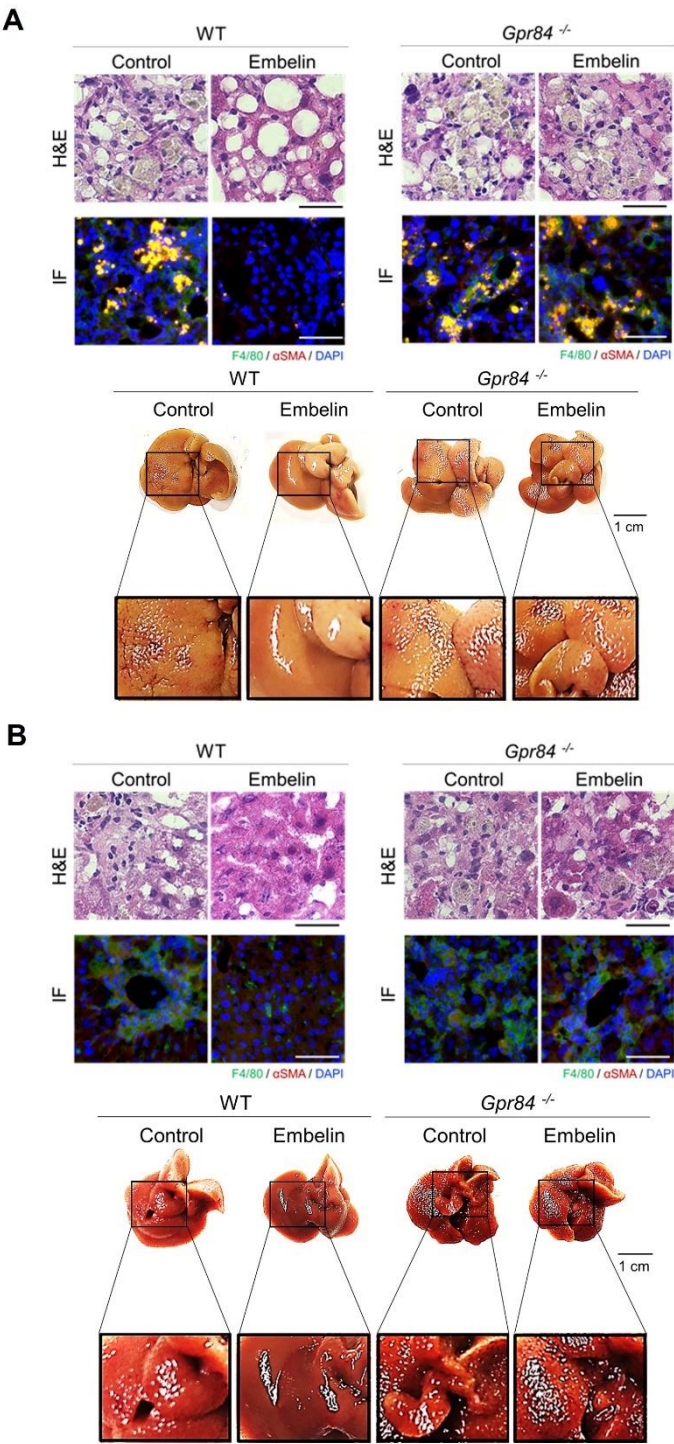 A
WT Gpr84 -/-
Control Embelin Control Embelin
H&E
IF
H&E
IF
F4/80 / αSMA / DAPI F4/80 / αSMA / DAPI
WT Gpr84 -/-
Control Embelin Control Embelin
1 cm
B
WT Gpr84 -/-
Control Embelin Control Embelin
H&E
IF
H&E
IF
F4/80 / αSMA / DAPI F4/80 / αSMA / DAPI
WT Gpr84 -/-
Control Embelin Control Embelin
1 cm